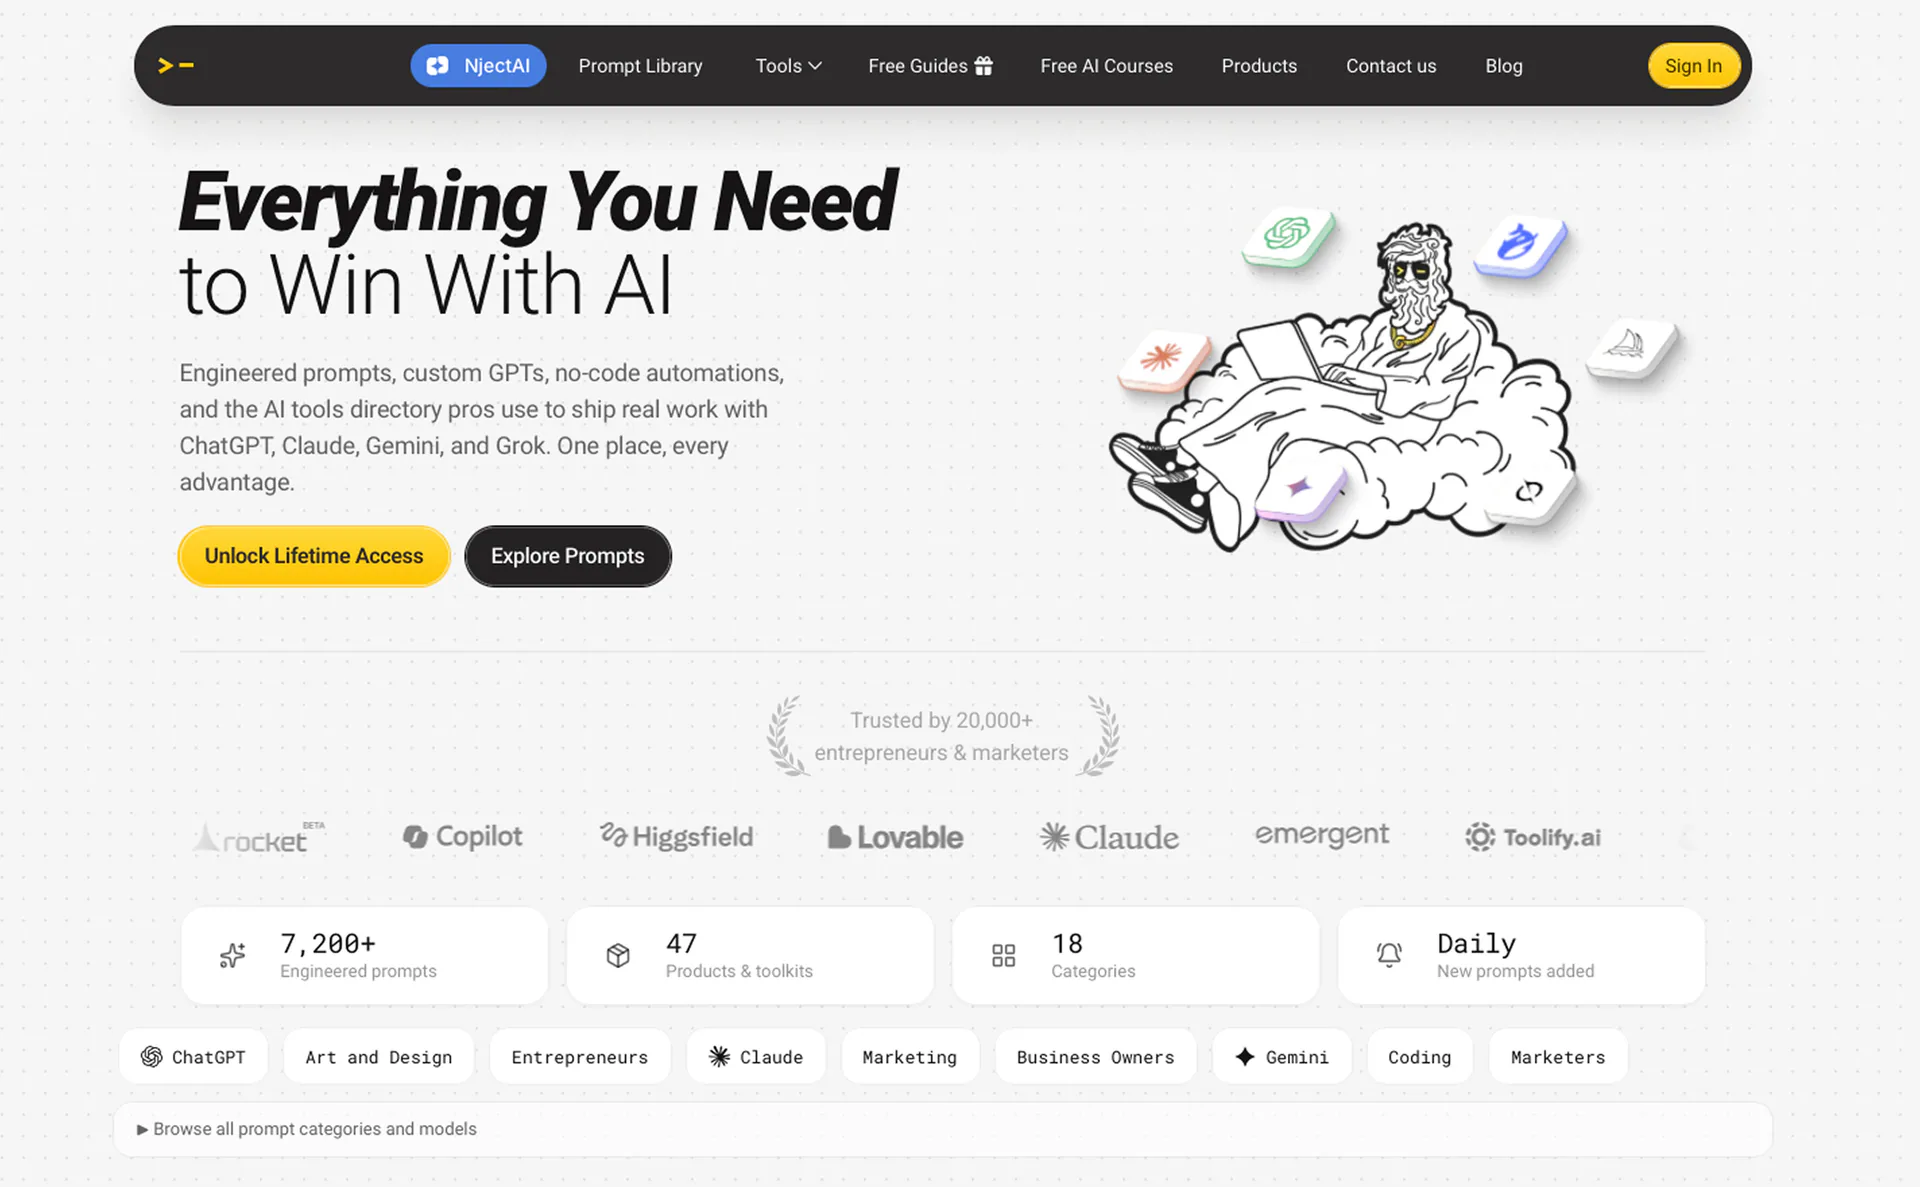 NjectAI
Prompt Library
Tools
Free Guides
Free AI Courses
Products
Contact us
Blog
Sign In
Everything You Need
to Win With AI
Engineered prompts, custom GPTs, no-code automations,
and the AI tools directory pros use to ship real work with
ChatGPT, Claude, Gemini, and Grok. One place, every
advantage.
Unlock Lifetime Access
Explore Prompts
Trusted by 20,000+
entrepreneurs & marketers
rocket BETA
Copilot
Higgsfield
Lovable
Claude
emergent
Toolify.ai
7,200+
Engineered prompts
47
Products & toolkits
18
Categories
Daily
New prompts added
ChatGPT
Art and Design
Entrepreneurs
Claude
Marketing
Business Owners
Gemini
Coding
Marketers
Browse all prompt categories and models